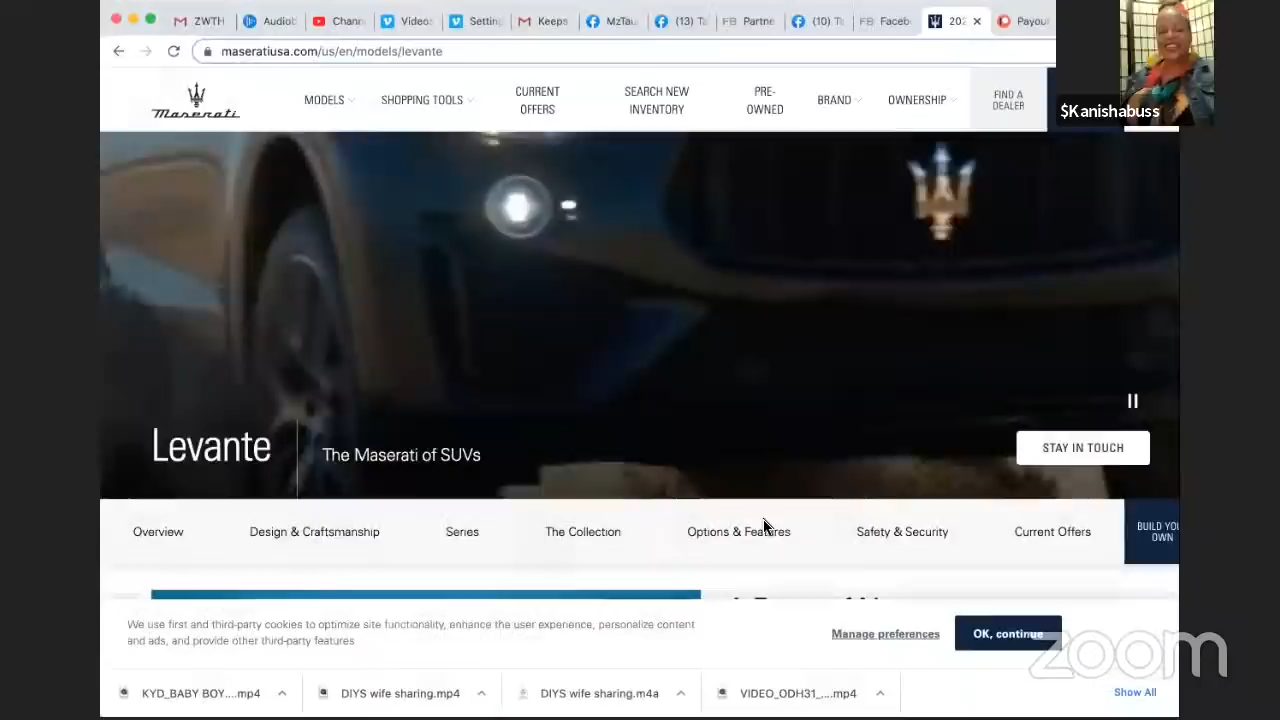 ZWTH
Audiob
Chann
Videos
Setting
Keeps
MzTau
(13) Ta
FB Partne
(10) Ta
FB Faceb
202
Payou
maseratiusa.com/us/en/models/levante
$Kanishabuss
Maserati
MODELS
SHOPPING TOOLS
CURRENT
OFFERS
SEARCH NEW
INVENTORY
PRE-
OWNED
BRAND
OWNERSHIP
FIND A
DEALER
Levante
The Maserati of SUVs
STAY IN TOUCH
Overview
Design & Craftsmanship
Series
The Collection
Options & Features
Safety & Security
Current Offers
BUILD YOU
OWN
We use first and third-party cookies to optimize site functionality, enhance the user experience, personalize content
and ads, and provide other third-party features
Manage preferences
OK, continue
zoom
KYD_BABY BOY....mp4
DIYS wife sharing.mp4
DIYS wife sharing.m4a
VIDEO_ODH31_....mp4
Show All